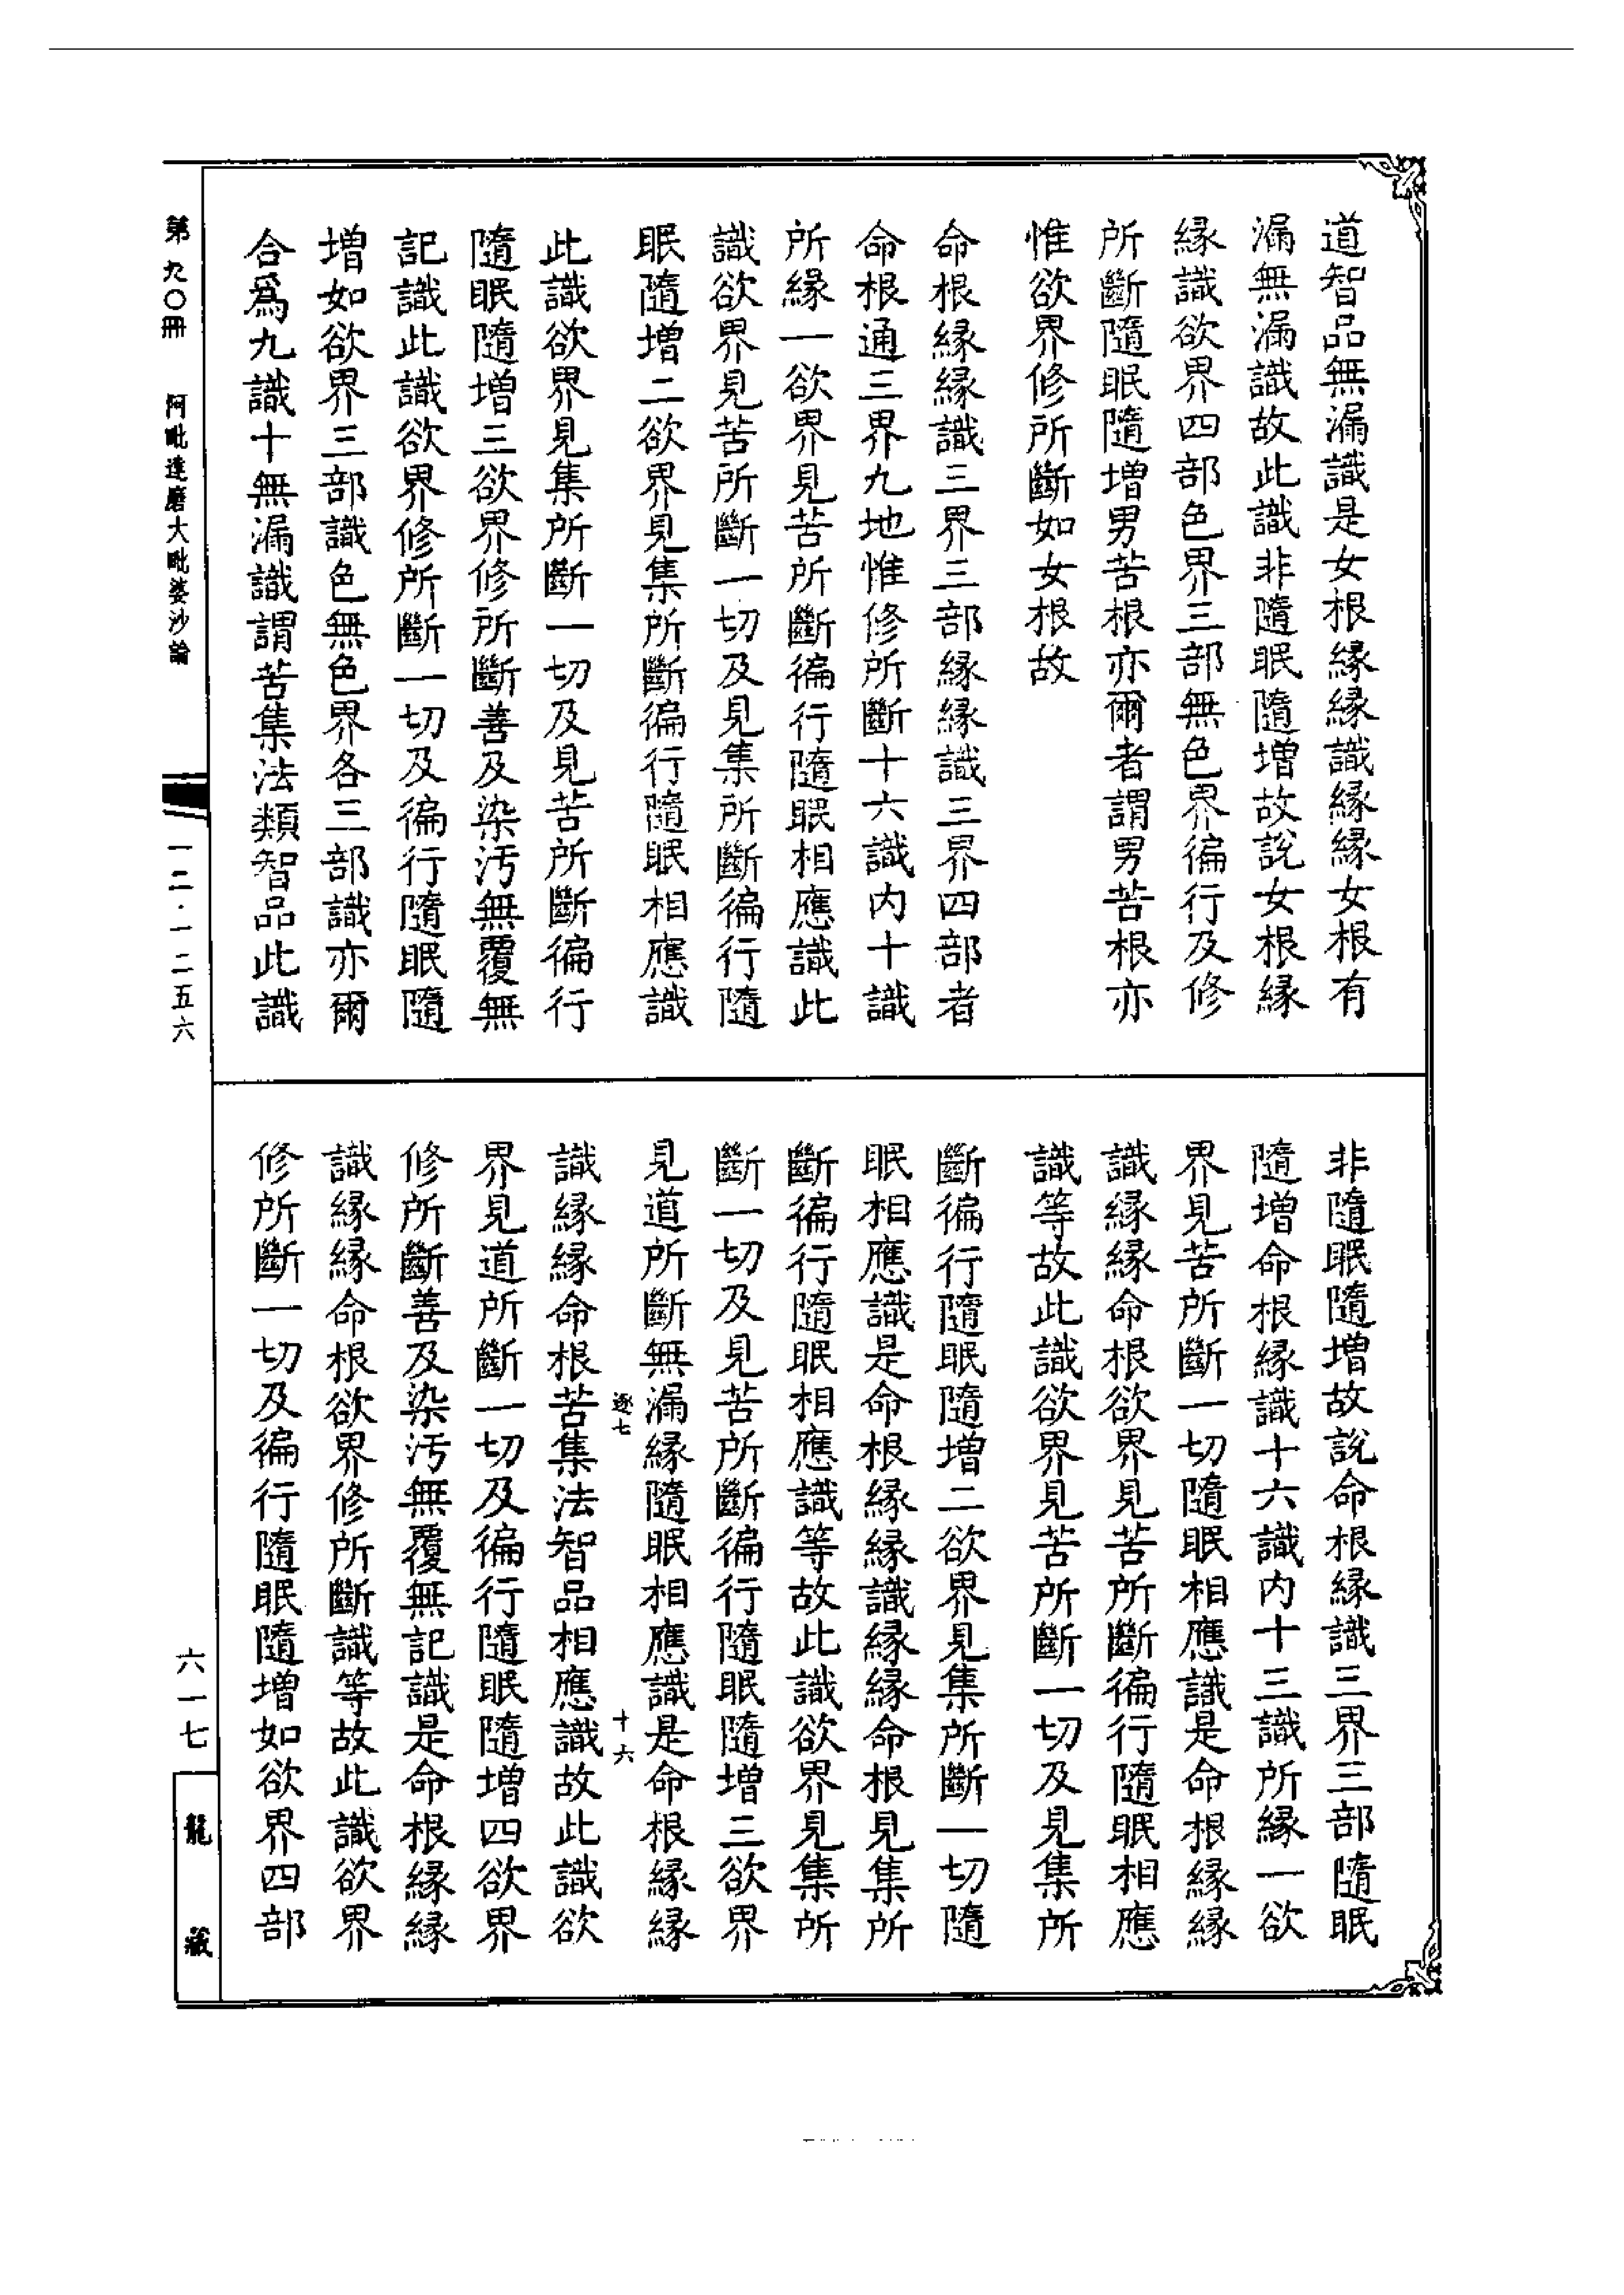 道智品無漏識是女根緣緣識緣緣女根有
漏無漏識故此識非隨眠隨增故說女根緣
緣識欲界四部色界三部無色界徧行及修
所斷隨眠隨增男苦根亦爾者謂男苦根亦
惟欲界修所斷如女根故
命根緣緣識三界三部緣緣識三界四部者
命根通三界九地惟修所斷十六識內十識
所緣一欲界見苦所斷徧行隨眠相應識此
識欲界見苦所斷一切及見集所斷徧行隨
眠隨增二欲界見集所斷徧行隨眠相應識
此識欲界見集所斷一切及見苦所斷徧行
隨眠隨增三欲界修所斷善及染汚無覆無
記識此識欲界修所斷一切及徧行隨眠隨
增如欲界三部識色無色界各三部識亦爾
合爲九識十無漏識謂苦集法類智品此識
非隨眠隨增故說命根緣識三界三部隨眠
隨增命根緣識十六識內十三識所緣一欲
界見苦所斷一切隨眠相應識是命根緣緣
識緣緣命根欲界見苦所斷徧行隨眠相應
識等故此識欲界見苦所斷一切及見集所
斷徧行隨眠隨增二欲界見集所斷一切隨
眠相應識是命根緣緣識緣緣命根見集所
斷徧行隨眠相應識等故此識欲界見集所
斷一切及見苦所斷徧行隨眠隨增三欲界
見道所斷無漏緣隨眠相應識是命根緣緣
逐七 十六
識緣緣命根苦集法智品相應識故此識欲
界見道所斷一切及徧行隨眠隨增四欲界
修所斷善及染汚無覆無記識是命根緣緣
識緣緣命根欲界修所斷識等故此識欲界
修所斷一切及徧行隨眠隨增如欲界四部
第九〇冊 阿毗達磨大毗婆沙論
一二·一二五六
六一七
龍藏